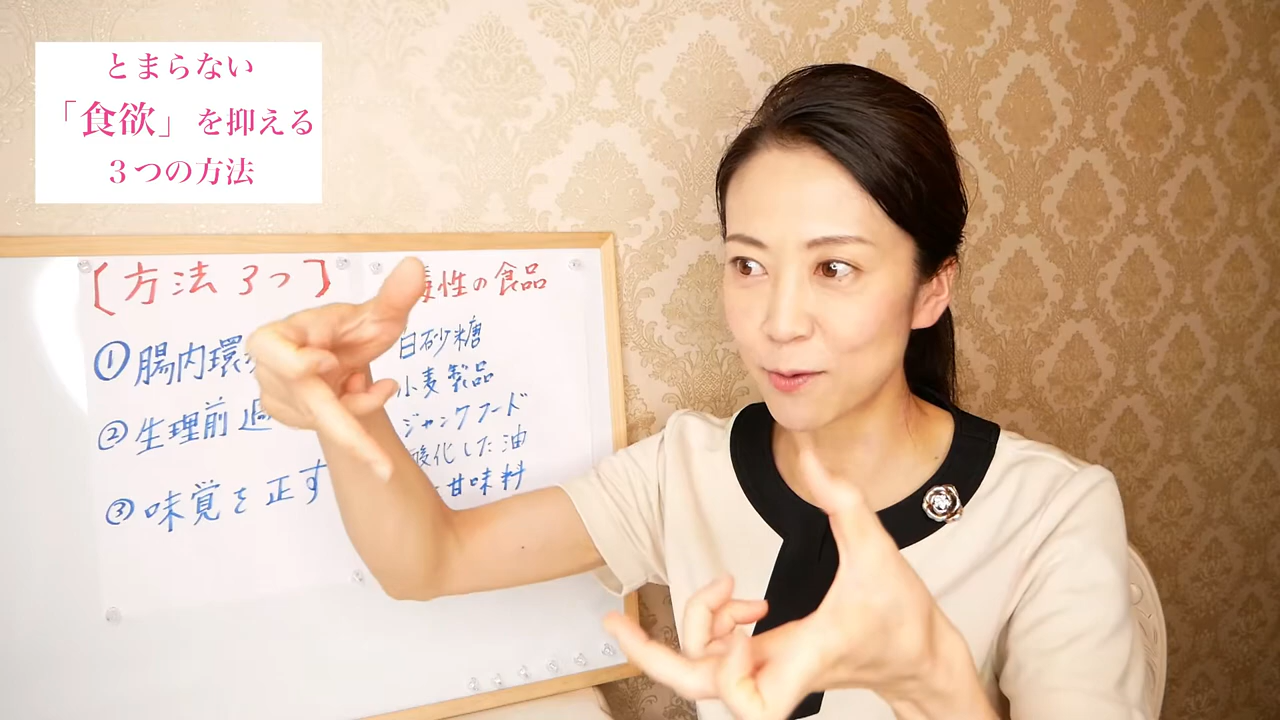 とまらない
「食欲」を抑える
３つの方法
【方法3つ】
①腸内環
②生理前過
③味覚を正す
性の食品
白砂糖
小麦製品
ジャンクフード
酸化した油
甘味料